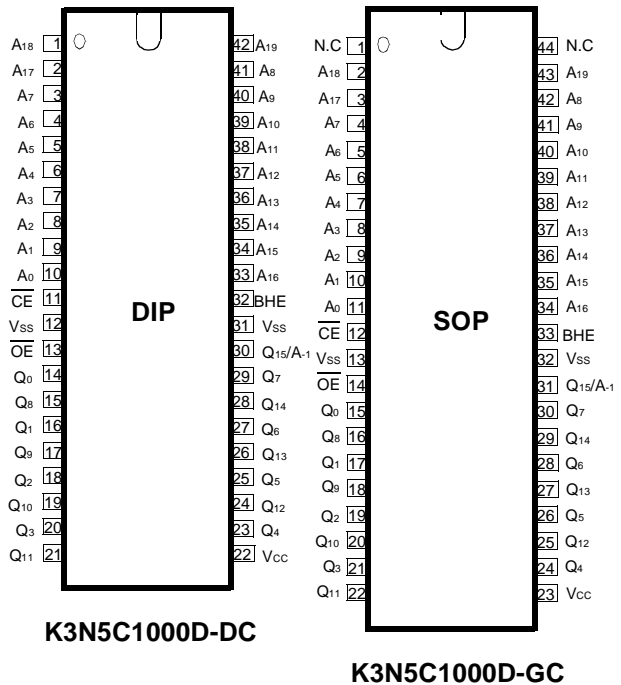 A18 1 42 A19
A17 2 41 A8
A7 3 40 A9
A6 4 39 A10
A5 5 38 A11
A4 6 37 A12
A3 7 36 A13
A2 8 35 A14
A1 9 34 A15
A0 10 33 A16
CE 11 32 BHE
VSS 12 31 VSS
OE 13 30 Q15/A-1
Q0 14 29 Q7
Q8 15 28 Q14
Q1 16 27 Q6
Q9 17 26 Q13
Q2 18 25 Q5
Q10 19 24 Q12
Q3 20 23 Q4
Q11 21 22 VCC
DIP
K3N5C1000D-DC
N.C 1 44 N.C
A18 2 43 A19
A17 3 42 A8
A7 4 41 A9
A6 5 40 A10
A5 6 39 A11
A4 7 38 A12
A3 8 37 A13
A2 9 36 A14
A1 10 35 A15
A0 11 34 A16
CE 12 33 BHE
VSS 13 32 VSS
OE 14 31 Q15/A-1
Q0 15 30 Q7
Q8 16 29 Q14
Q1 17 28 Q6
Q9 18 27 Q13
Q2 19 26 Q5
Q10 20 25 Q12
Q3 21 24 Q4
Q11 22 23 VCC
SOP
K3N5C1000D-GC